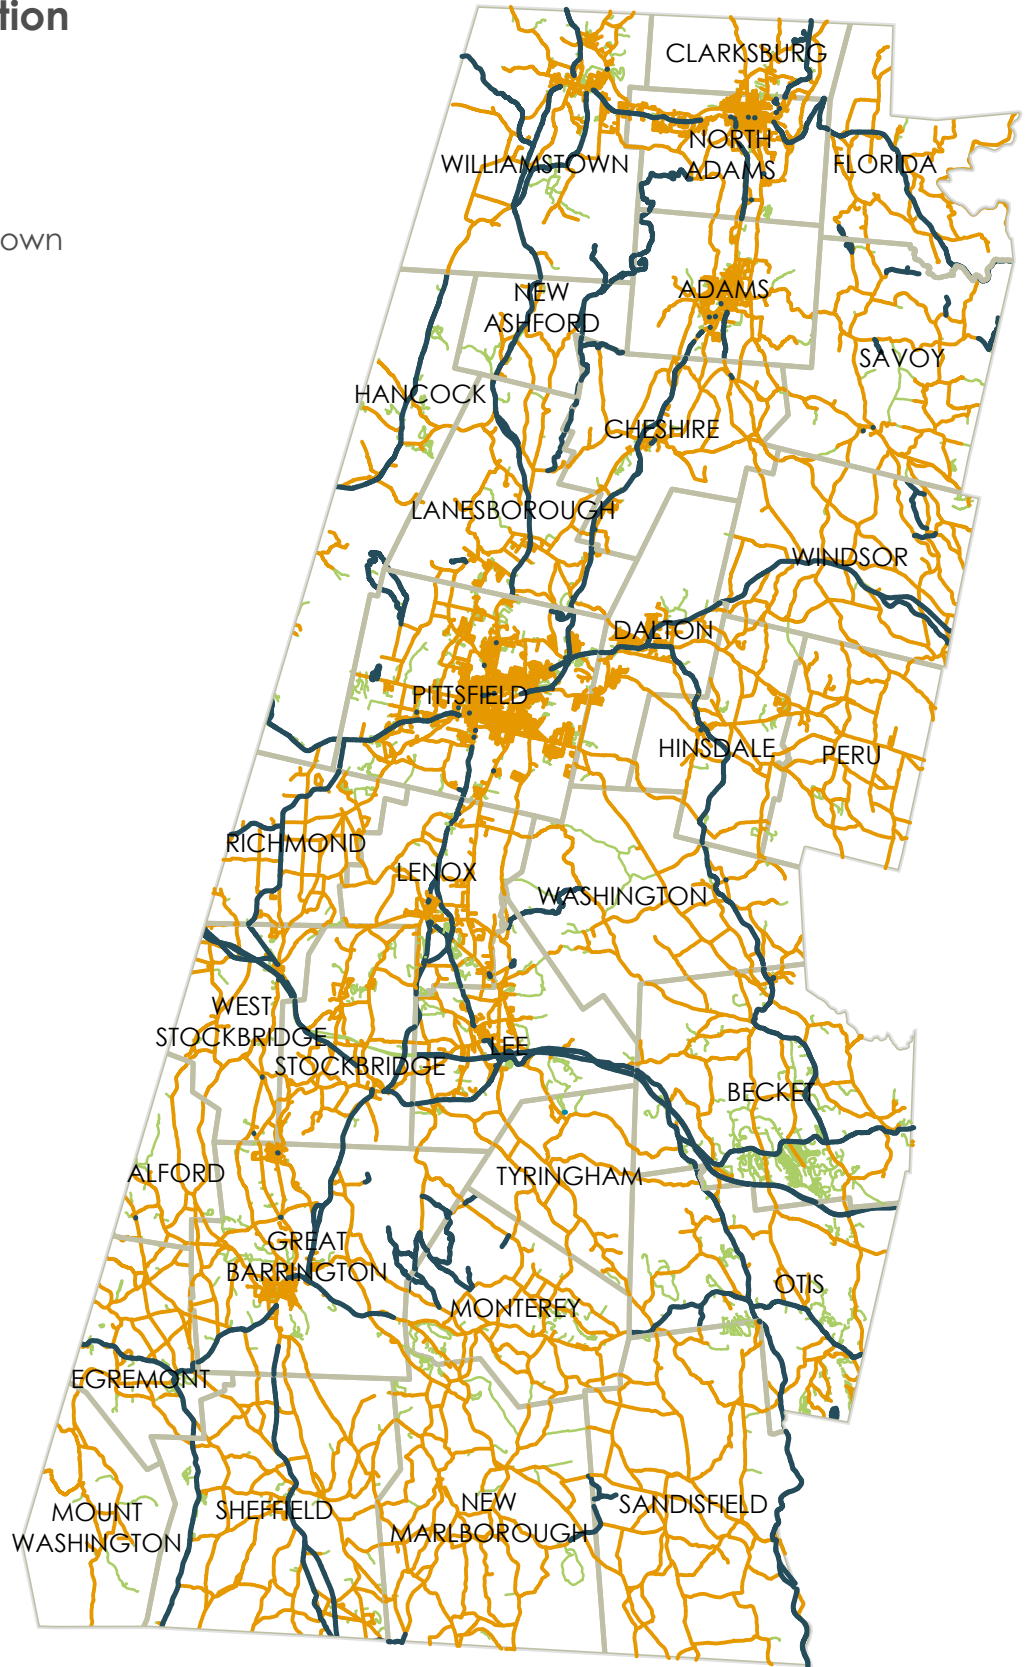 tion
own
CLARKSBURG
NORTH
ADAMS
WILLIAMSTOWN
FLORIDA
ADAMS
NEW
ASHFORD
SAVOY
HANCOCK
CHESHIRE
LANESBOROUGH
WINDSOR
DALTON
PITTSFIELD
HINSDALE
PERU
RICHMOND
LENOX
WASHINGTON
WEST
STOCKBRIDGE
LEE
STOCKBRIDGE
BECKET
ALFORD
TYRINGHAM
GREAT
BARRINGTON
OTIS
MONTEREY
EGREMONT
MOUNT
WASHINGTON
SHEFFIELD
NEW
MARLBOROUGH
SANDISFIELD